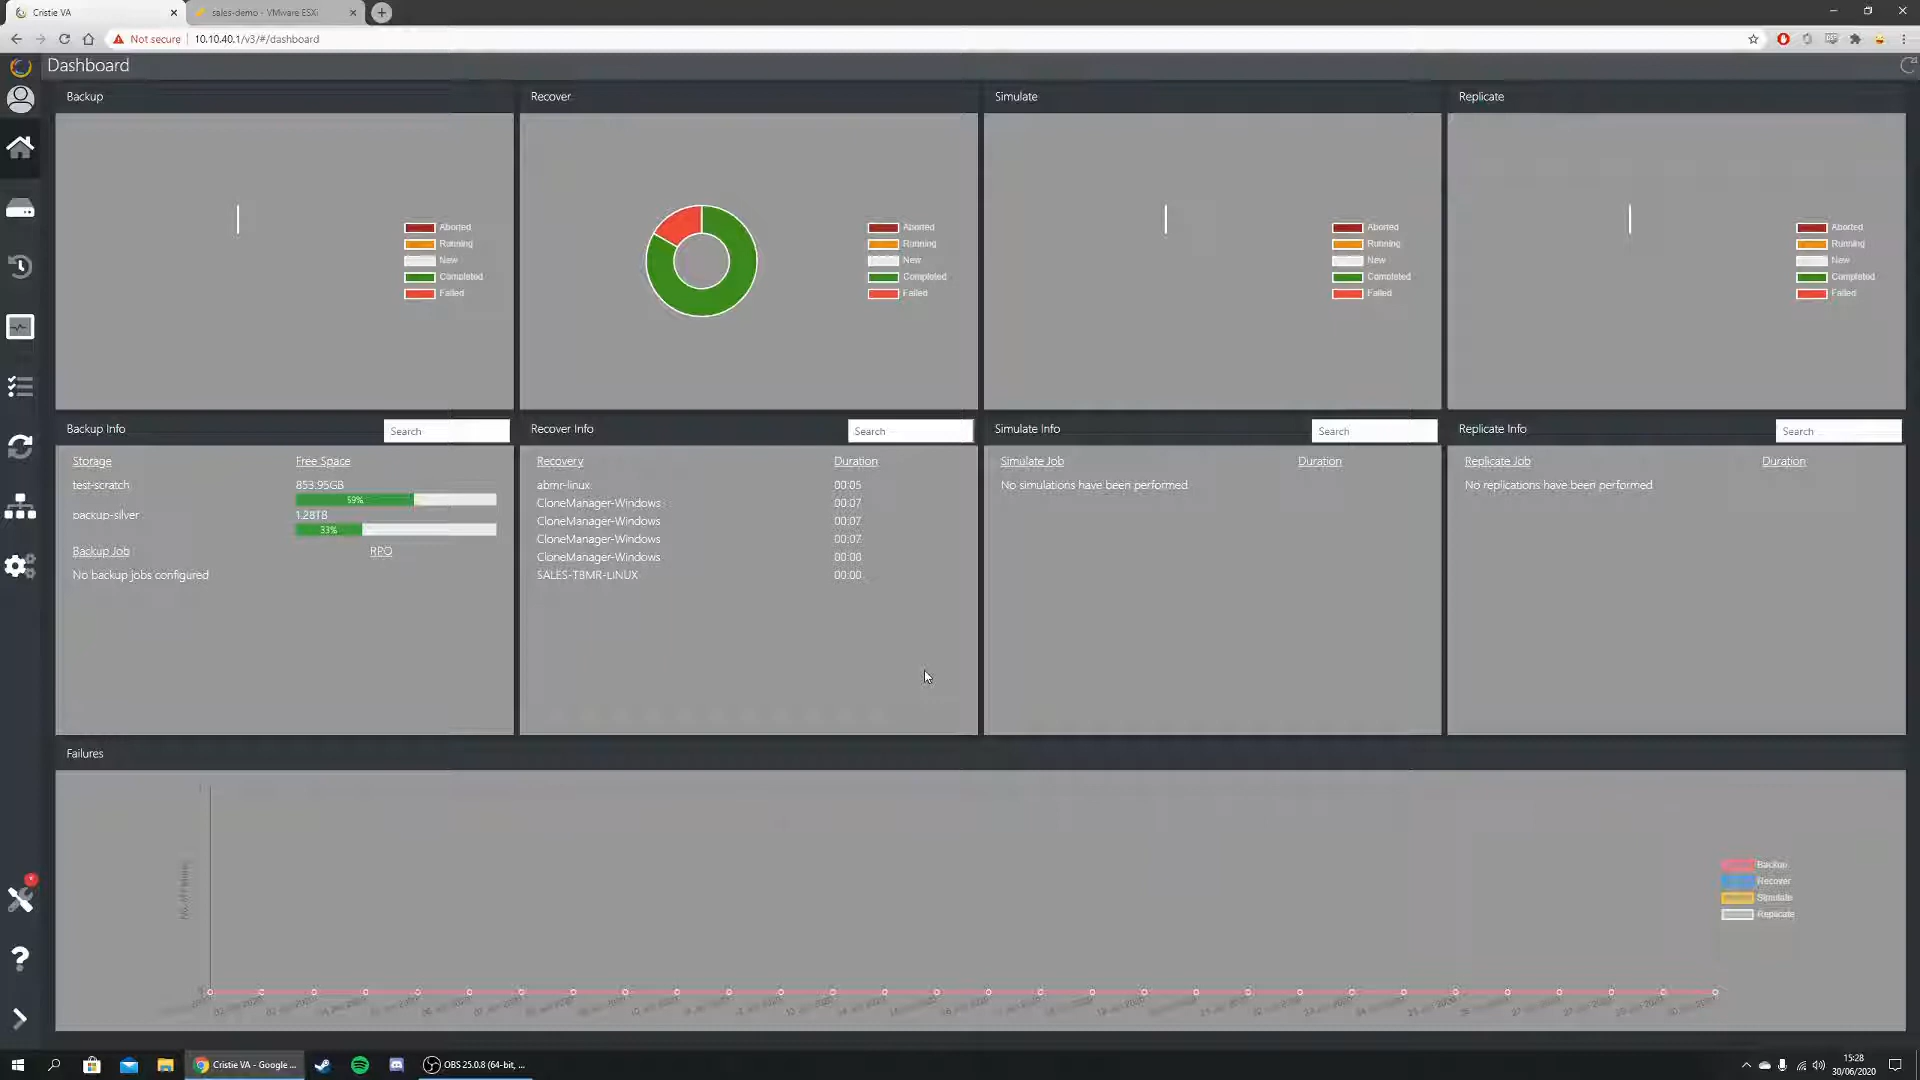 Cristie VA
sales-demo - VMware ESXi
Not secure
10.10.40.1/v3/#/dashboard
Dashboard
Backup
Recover
Simulate
Replicate
Aborted
Running
New
Completed
Failed
Aborted
Running
New
Completed
Failed
Aborted
Running
New
Completed
Failed
Aborted
Running
New
Completed
Failed
Backup Info
Search
Recover Info
Search
Simulate Info
Search
Replicate Info
Search
Storage Free Space
test-scratch 853.95GB
59%
backup-silver 1.28TB
33%
Backup Job RPO
No backup jobs configured
Recovery Duration
abmr-linux 00:05
CloneManager-Windows 00:07
CloneManager-Windows 00:07
CloneManager-Windows 00:07
CloneManager-Windows 00:00
SALES-TBMR-LINUX 00:00
Simulate Job Duration
No simulations have been performed
Replicate Job Duration
No replications have been performed
Failures
Backup
Recover
Simulate
Replicate
Cristie VA - Google ...
OBS 25.0.8 (64-bit, ...
15:28
30/06/2020